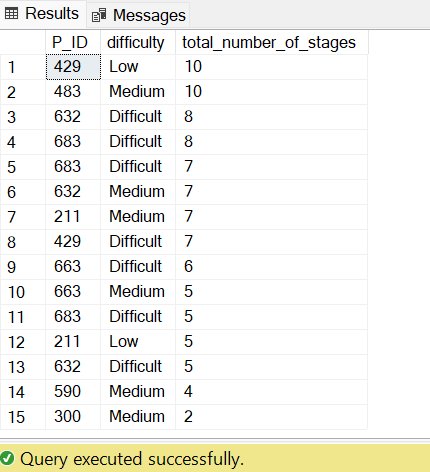 Results Messages
P_ID difficulty total_number_of_stages
1 429 Low 10
2 483 Medium 10
3 632 Difficult 8
4 683 Difficult 8
5 683 Difficult 7
6 632 Medium 7
7 211 Medium 7
8 429 Difficult 7
9 663 Difficult 6
10 663 Medium 5
11 683 Difficult 5
12 211 Low 5
13 632 Difficult 5
14 590 Medium 4
15 300 Medium 2
Query executed successfully.